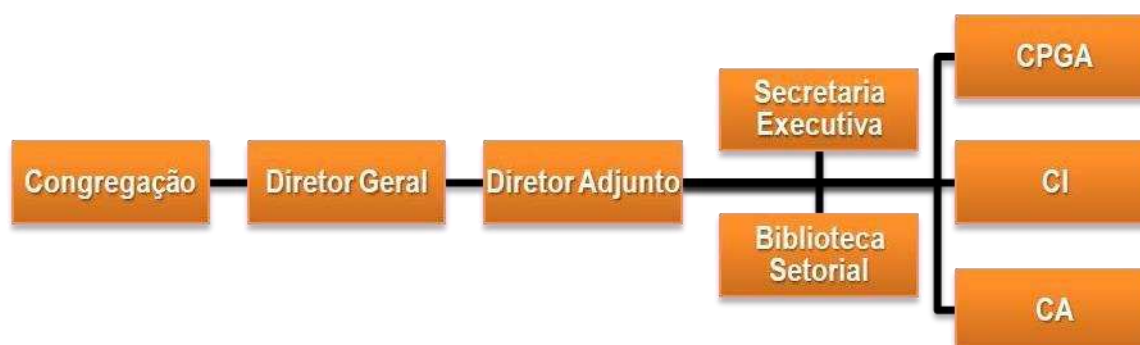 Congregação
Diretor Geral
Diretor Adjunto
Secretaria
Executiva
Biblioteca
Setorial
CPGA
CI
CA